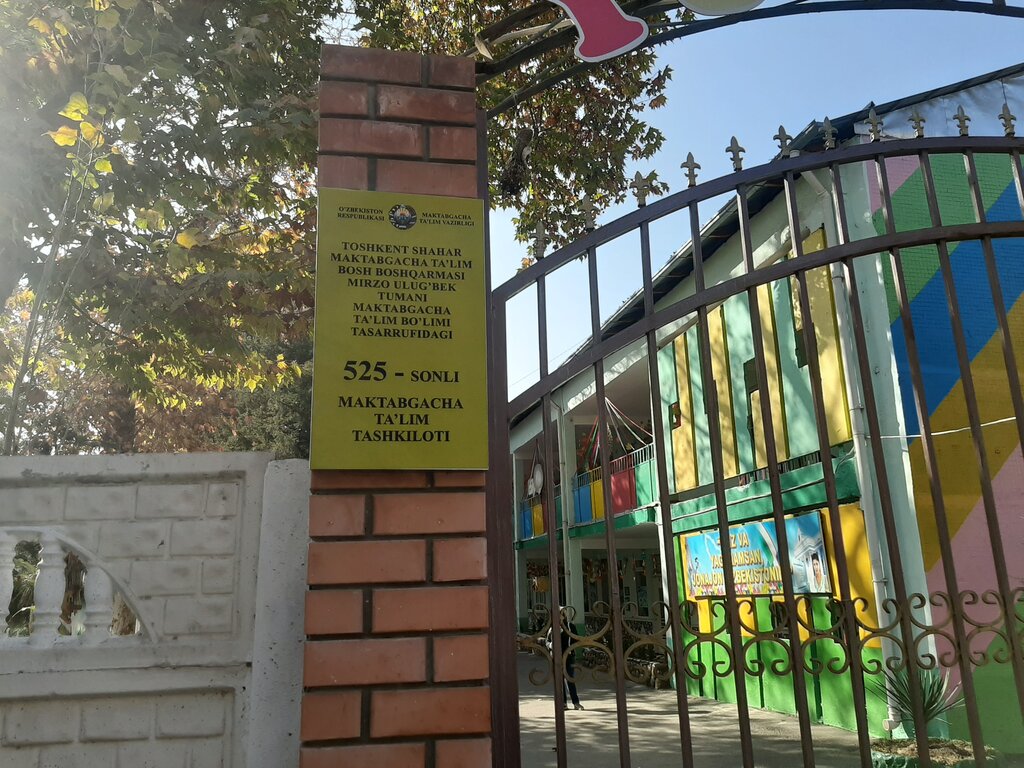 O'ZBEKISTON
RESPUBLIKASI
MAKTABGACHA
TA'LIM VAZIRLIGI
TOSHKENT SHAHAR
MAKTABGACHA TA'LIM
BOSH BOSHQARMASI
MIRZO ULUG'BEK
TUMANI
MAKTABGACHA
TA'LIM BO'LIMI
TASARRUFIDAGI
525 - SONLI
MAKTABGACHA
TA'LIM
TASHKILOTI
VA